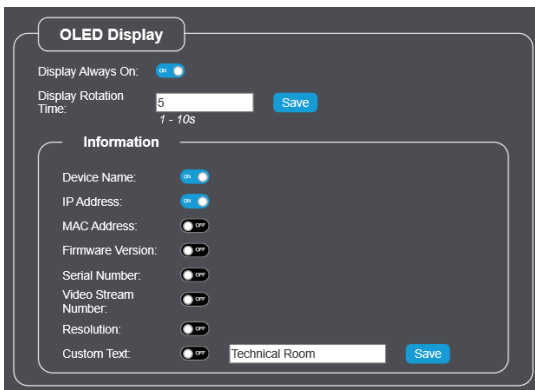 OLED Display
Display Always On: ON
Display Rotation
Time: 5 Save
1 - 10s
Information
Device Name: ON
IP Address: ON
MAC Address: OFF
Firmware Version: OFF
Serial Number: OFF
Video Stream
Number: OFF
Resolution: OFF
Custom Text: OFF Technical Room Save